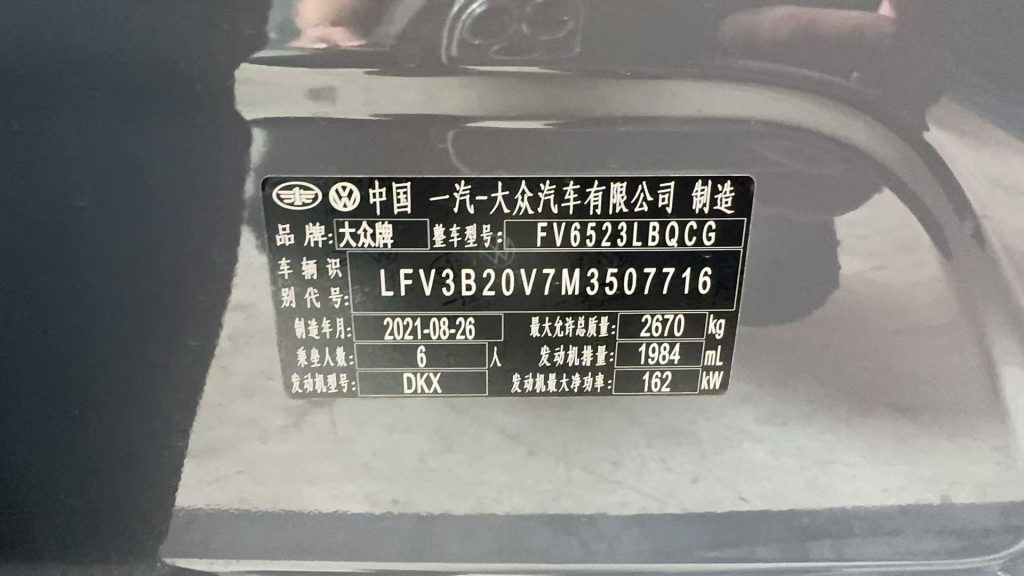 中国 一汽-大众汽车有限公司 制造
品牌: 大众牌 整车型号: FV6523LBQCG
车辆识别代号: LFV3B20V7M3507716
制造年月: 2021-08-26 最大允许总质量: 2670 kg
乘坐人数: 6 人 发动机排量: 1984 mL
发动机型号: DKX 发动机最大净功率: 162 kW